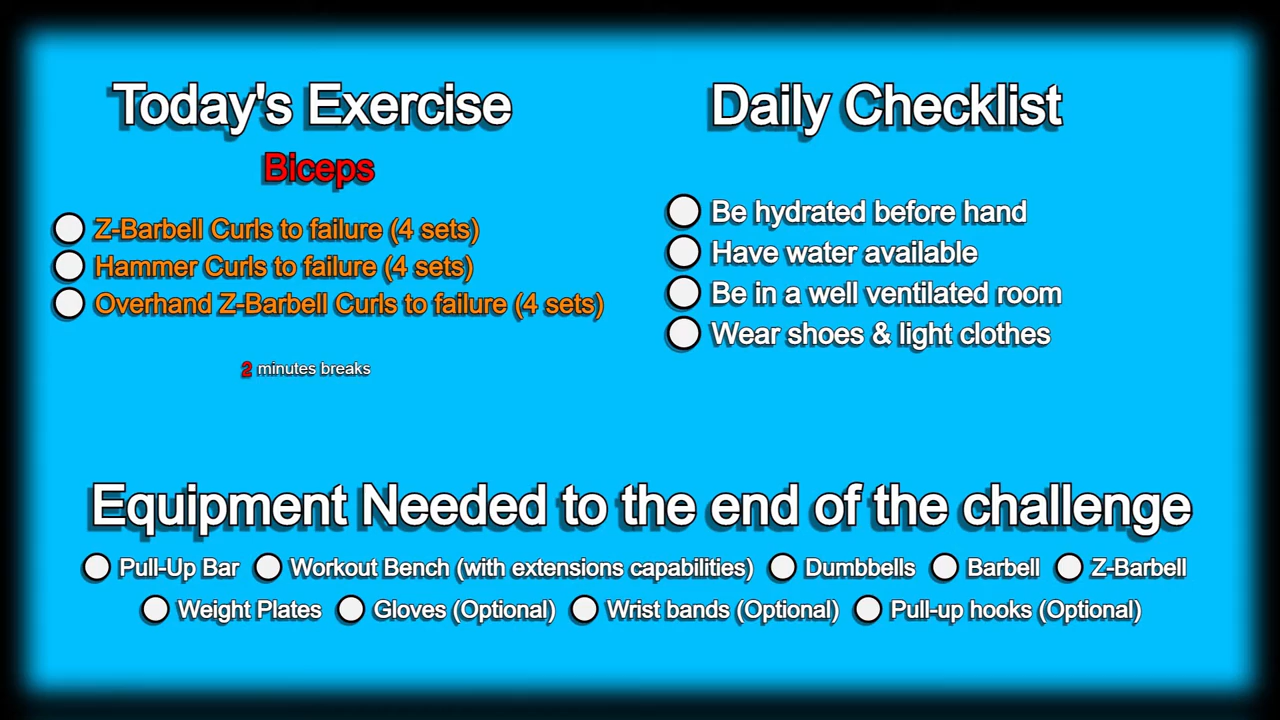 Today's Exercise
Biceps
Z-Barbell Curls to failure (4 sets)
Hammer Curls to failure (4 sets)
Overhand Z-Barbell Curls to failure (4 sets)
2 minutes breaks
Daily Checklist
Be hydrated before hand
Have water available
Be in a well ventilated room
Wear shoes & light clothes
Equipment Needed to the end of the challenge
Pull-Up Bar Workout Bench (with extensions capabilities) Dumbbells Barbell Z-Barbell
Weight Plates Gloves (Optional) Wrist bands (Optional) Pull-up hooks (Optional)